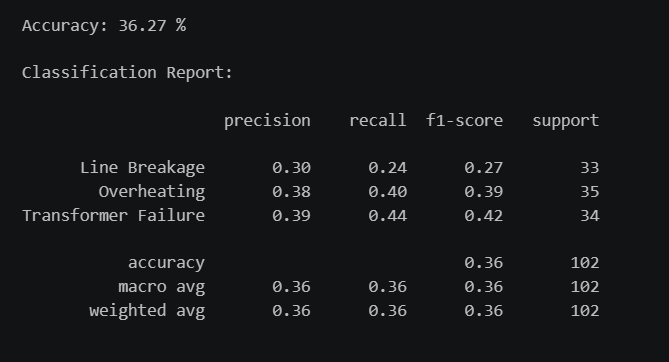 Accuracy: 36.27 %
Classification Report:
precision recall f1-score support
Line Breakage 0.30 0.24 0.27 33
Overheating 0.38 0.40 0.39 35
Transformer Failure 0.39 0.44 0.42 34
accuracy 0.36 102
macro avg 0.36 0.36 0.36 102
weighted avg 0.36 0.36 0.36 102